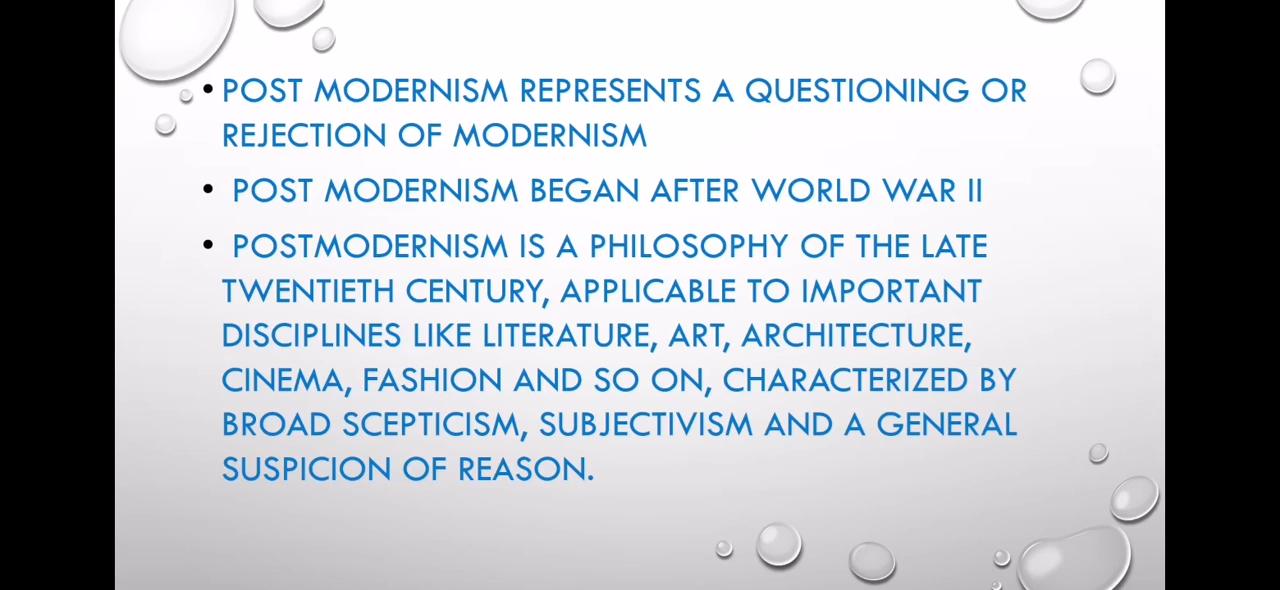 • POST MODERNISM REPRESENTS A QUESTIONING OR
REJECTION OF MODERNISM
• POST MODERNISM BEGAN AFTER WORLD WAR II
• POSTMODERNISM IS A PHILOSOPHY OF THE LATE
TWENTIETH CENTURY, APPLICABLE TO IMPORTANT
DISCIPLINES LIKE LITERATURE, ART, ARCHITECTURE,
CINEMA, FASHION AND SO ON, CHARACTERIZED BY
BROAD SCEPTICISM, SUBJECTIVISM AND A GENERAL
SUSPICION OF REASON.